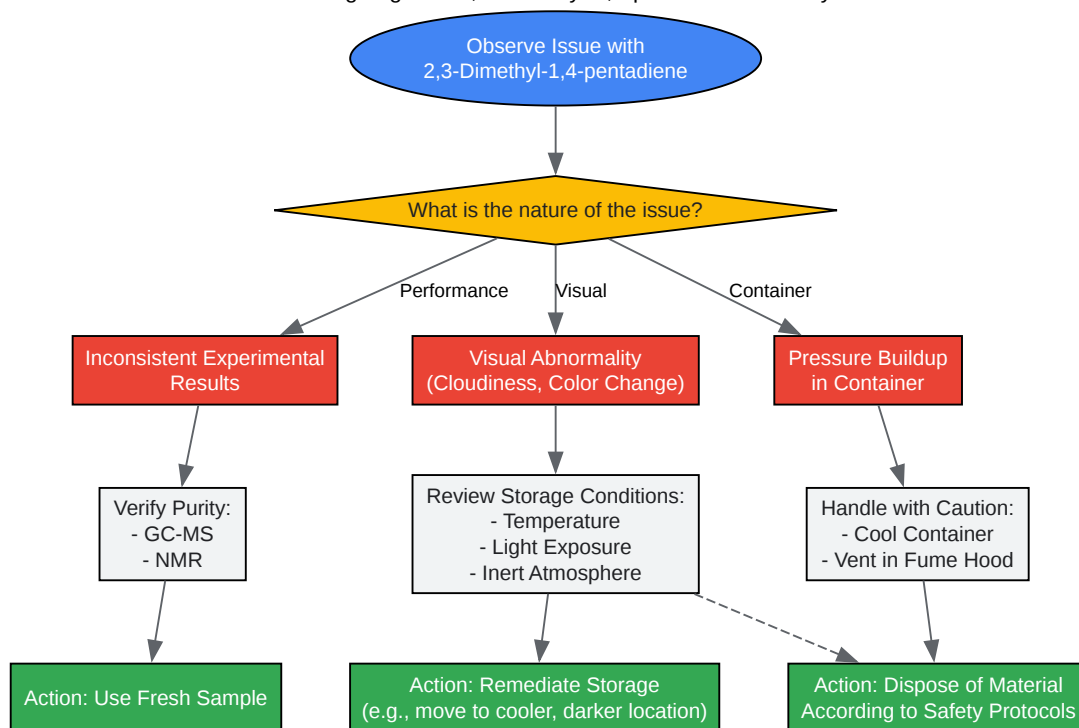 Observe Issue with
2,3-Dimethyl-1,4-pentadiene
What is the nature of the issue?
Performance
Visual
Container
Inconsistent Experimental
Results
Visual Abnormality
(Cloudiness, Color Change)
Pressure Buildup
in Container
Verify Purity:
- GC-MS
- NMR
Review Storage Conditions:
- Temperature
- Light Exposure
- Inert Atmosphere
Handle with Caution:
- Cool Container
- Vent in Fume Hood
Action: Use Fresh Sample
Action: Remediate Storage
(e.g., move to cooler, darker location)
Action: Dispose of Material
According to Safety Protocols